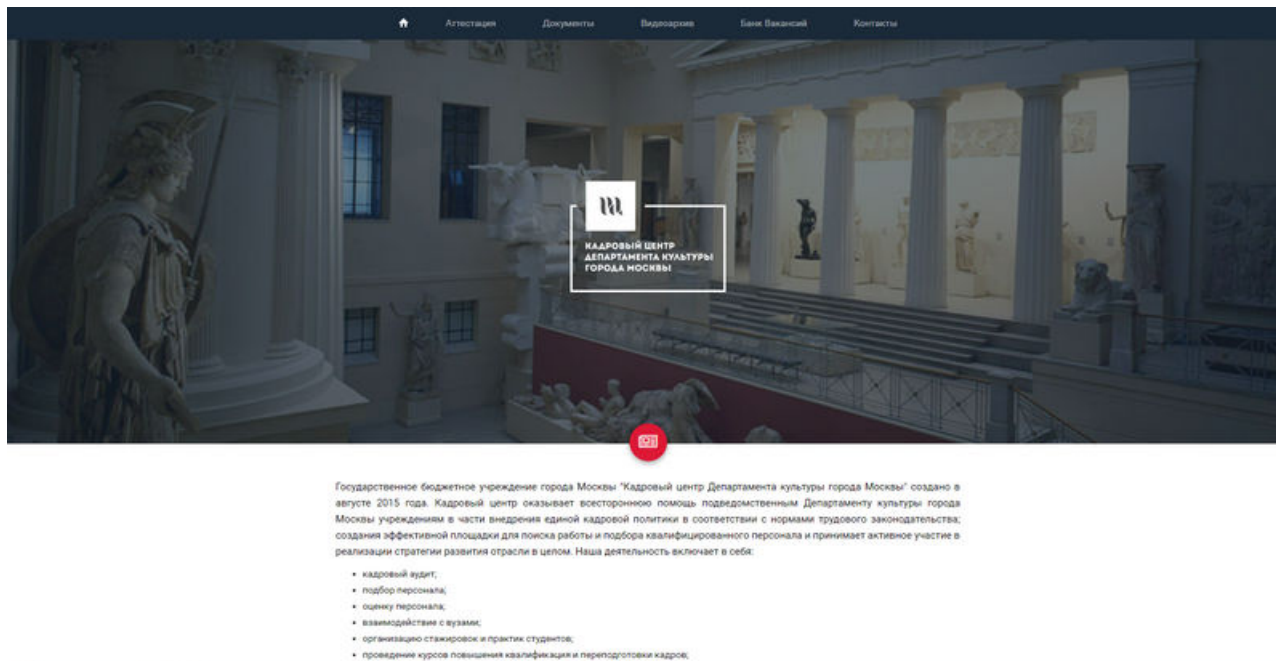 Аттестация Документы Видеоархив Банк Вакансий Контакты
КАДРОВЫЙ ЦЕНТР
ДЕПАРТАМЕНТА КУЛЬТУРЫ
ГОРОДА МОСКВЫ
Государственное бюджетное учреждение города Москвы "Кадровый центр Департамента культуры города Москвы" создано в
августе 2015 года. Кадровый центр оказывает всестороннюю помощь подведомственным Департаменту культуры города
Москвы учреждениям в части внедрения единой кадровой политики в соответствии с нормами трудового законодательства;
создания эффективной площадки для поиска работы и подбора квалифицированного персонала и принимает активное участие в
реализации стратегии развития отрасли в целом. Наша деятельность включает в себя:
• кадровый аудит;
• подбор персонала;
• оценку персонала;
• взаимодействие с вузами;
• организацию стажировок и практик студентов;
• проведение курсов повышения квалификация и переподготовки кадров;